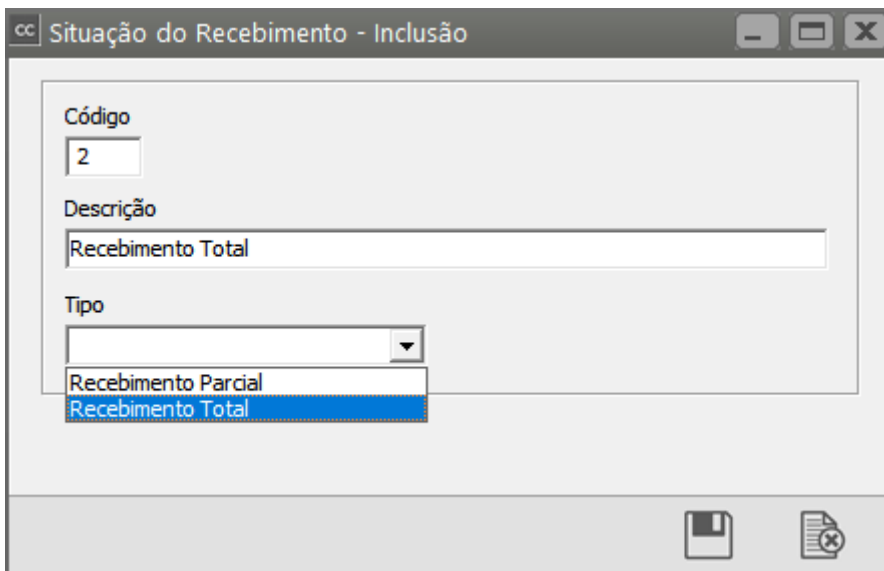 cc Situação do Recebimento - Inclusão
Código
2
Descrição
Recebimento Total
Tipo
Recebimento Parcial
Recebimento Total